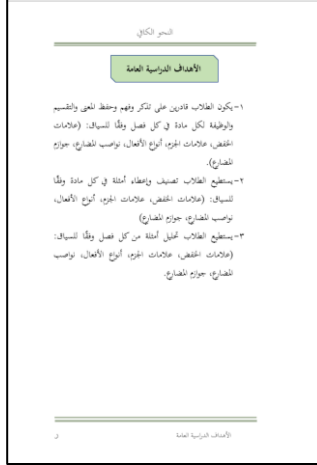 النحو الكافي
الأهداف الدراسية العامة
١- يكون الطلاب قادرين على تذكر وفهم وحفظ المعنى والتقسيم
والوظيفة لكل مادة في كل فصل وفقًا للسياق: (علامات
الخفض، علامات الجزم، أنواع الأفعال، نواصب المضارع، جوازم
المضارع).
٢- يستطيع الطلاب تصنيف وإعطاء أمثلة في كل مادة وفقًا
للسياق: (علامات الخفض، علامات الجزم، أنواع الأفعال،
نواصب المضارع، جوازم المضارع)
٣- يستطيع الطلاب تحليل أمثلة من كل فصل وفقًا للسياق:
(علامات الخفض، علامات الجزم، أنواع الأفعال، نواصب
المضارع، جوازم المضارع.
الأهداف الدراسية العامة